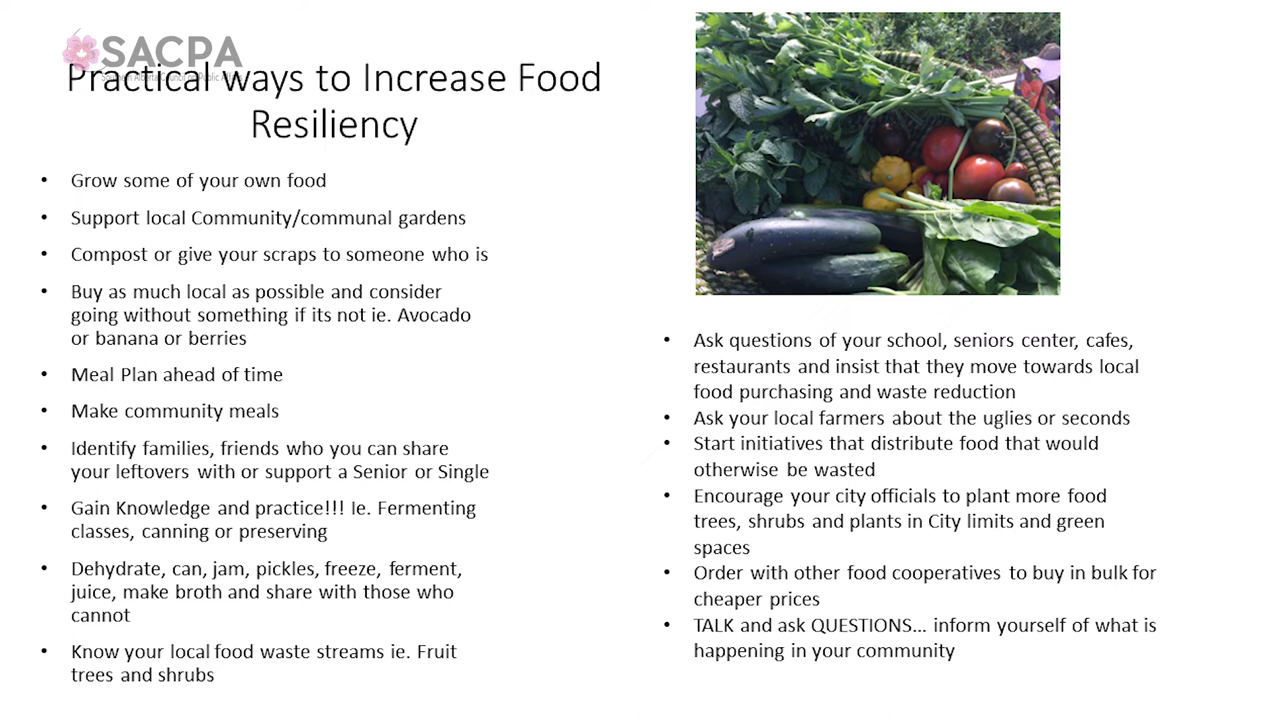 SACPA
Southern Alberta Council on Public Affairs
Practical ways to Increase Food
Resiliency
• Grow some of your own food
• Support local Community/communal gardens
• Compost or give your scraps to someone who is
• Buy as much local as possible and consider
going without something if its not ie. Avocado
or banana or berries
• Meal Plan ahead of time
• Make community meals
• Identify families, friends who you can share
your leftovers with or support a Senior or Single
• Gain Knowledge and practice!!! Ie. Fermenting
classes, canning or preserving
• Dehydrate, can, jam, pickles, freeze, ferment,
juice, make broth and share with those who
cannot
• Know your local food waste streams ie. Fruit
trees and shrubs
• Ask questions of your school, seniors center, cafes,
restaurants and insist that they move towards local
food purchasing and waste reduction
• Ask your local farmers about the uglies or seconds
• Start initiatives that distribute food that would
otherwise be wasted
• Encourage your city officials to plant more food
trees, shrubs and plants in City limits and green
spaces
• Order with other food cooperatives to buy in bulk for
cheaper prices
• TALK and ask QUESTIONS... inform yourself of what is
happening in your community